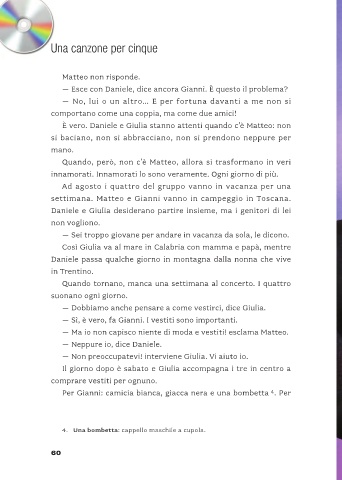 Una canzone per cinque
Matteo non risponde.
— Esce con Daniele, dice ancora Gianni. È questo il problema?
— No, lui o un altro... E per fortuna davanti a me non si
comportano come una coppia, ma come due amici!
È vero. Daniele e Giulia stanno attenti quando c'è Matteo: non
si baciano, non si abbracciano, non si prendono neppure per
mano.
Quando, però, non c'è Matteo, allora si trasformano in veri
innamorati. Innamorati lo sono veramente. Ogni giorno di più.
Ad agosto i quattro del gruppo vanno in vacanza per una
settimana. Matteo e Gianni vanno in campeggio in Toscana.
Daniele e Giulia desiderano partire insieme, ma i genitori di lei
non vogliono.
— Sei troppo giovane per andare in vacanza da sola, le dicono.
Così Giulia va al mare in Calabria con mamma e papà, mentre
Daniele passa qualche giorno in montagna dalla nonna che vive
in Trentino.
Quando tornano, manca una settimana al concerto. I quattro
suonano ogni giorno.
— Dobbiamo anche pensare a come vestirci, dice Giulia.
— Sì, è vero, fa Gianni. I vestiti sono importanti.
— Ma io non capisco niente di moda e vestiti! esclama Matteo.
— Neppure io, dice Daniele.
— Non preoccupatevi! interviene Giulia. Vi aiuto io.
Il giorno dopo è sabato e Giulia accompagna i tre in centro a
comprare vestiti per ognuno.
Per Gianni: camicia bianca, giacca nera e una bombetta 4. Per
4. Una bombetta: cappello maschile a cupola.
60